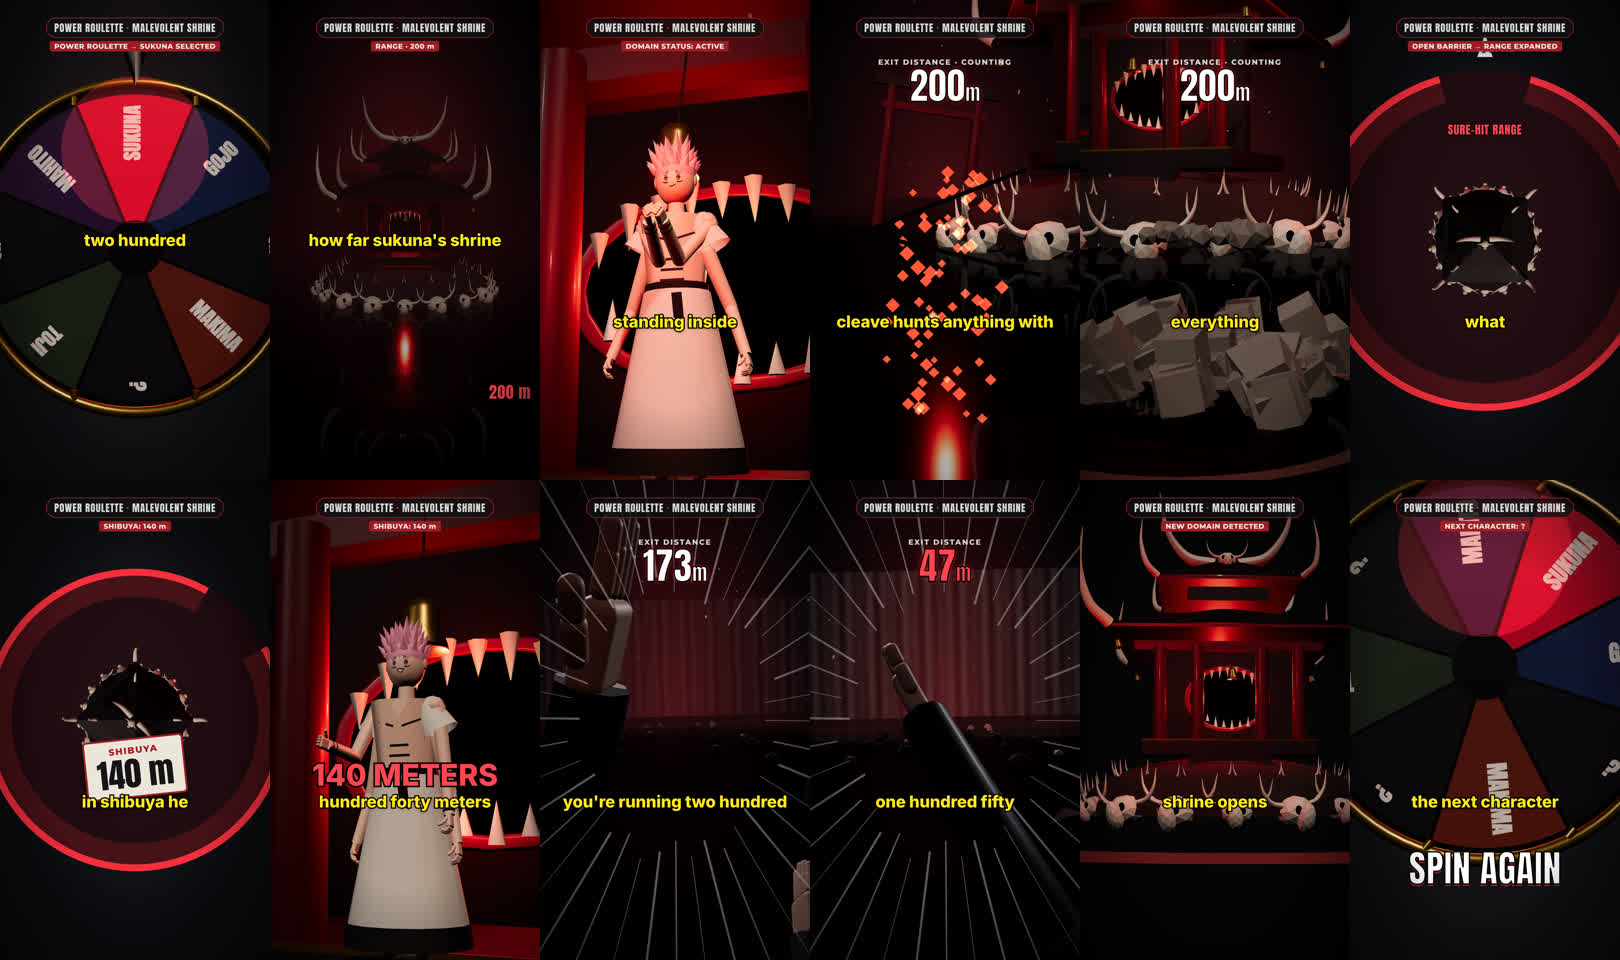 POWER ROULETTE · MALEVOLENT SHRINE
POWER ROULETTE → SUKUNA SELECTED
MAHITO
SUKUNA
GOJO
two hundred
TOJI
?
MAKIMA
POWER ROULETTE · MALEVOLENT SHRINE
RANGE · 200 m
how far sukuna's shrine
200 m
POWER ROULETTE · MALEVOLENT SHRINE
DOMAIN STATUS: ACTIVE
standing inside
POWER ROULETTE · MALEVOLENT SHRINE
EXIT DISTANCE · COUNTING
200m
cleave hunts anything with
POWER ROULETTE · MALEVOLENT SHRINE
EXIT DISTANCE · COUNTING
200m
everything
POWER ROULETTE · MALEVOLENT SHRINE
OPEN BARRIER → RANGE EXPANDED
SURE-HIT RANGE
what
POWER ROULETTE · MALEVOLENT SHRINE
SHIBUYA: 140 m
SHIBUYA
140 m
in shibuya he
POWER ROULETTE · MALEVOLENT SHRINE
SHIBUYA: 140 m
140 METERS
hundred forty meters
POWER ROULETTE · MALEVOLENT SHRINE
EXIT DISTANCE
173m
you're running two hundred
POWER ROULETTE · MALEVOLENT SHRINE
EXIT DISTANCE
47m
one hundred fifty
POWER ROULETTE · MALEVOLENT SHRINE
NEW DOMAIN DETECTED
shrine opens
POWER ROULETTE · MALEVOLENT SHRINE
NEXT CHARACTER: ?
SUKUNA
?
?
?
MAKIMA
the next character
SPIN AGAIN